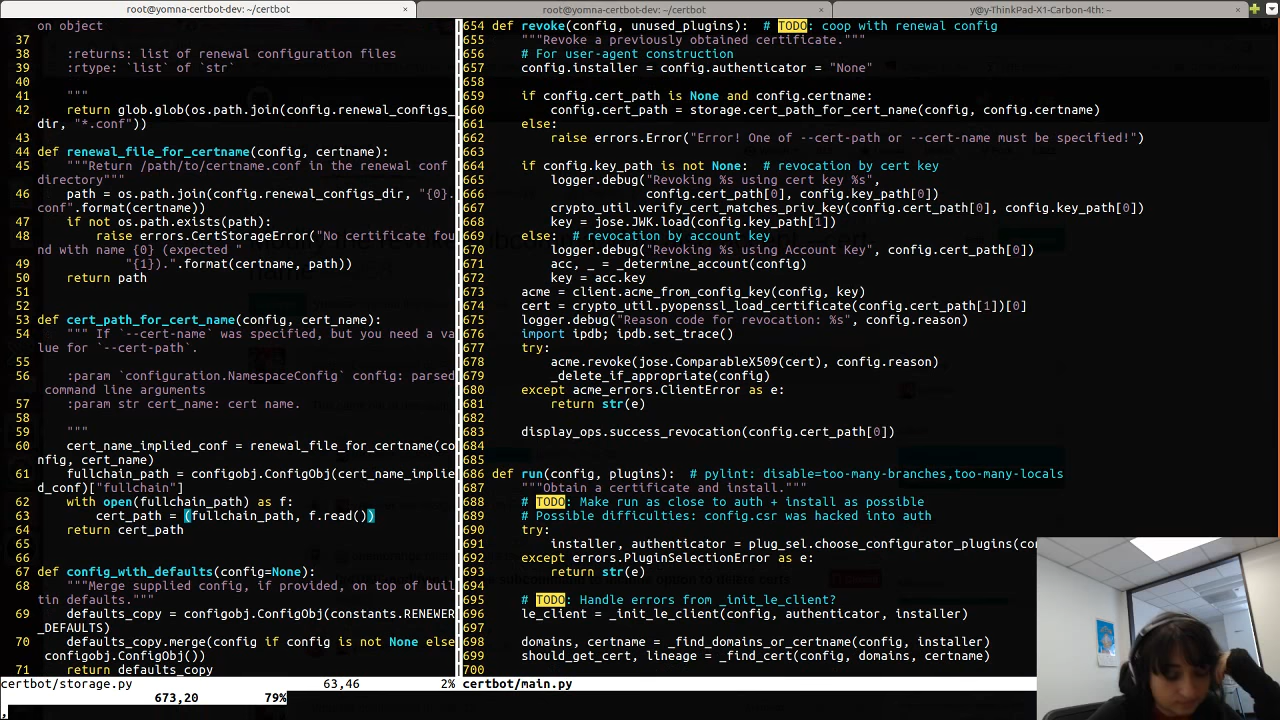 root@yomna-certbot-dev: ~/certbot
root@yomna-certbot-dev: ~/certbot
y@y-ThinkPad-X1-Carbon-4th: ~
on object
37
38 :returns: list of renewal configuration files
39 :rtype: `list` of `str`
40
41 """
42 return glob.glob(os.path.join(config.renewal_configs_
dir, "*.conf"))
43
44 def renewal_file_for_certname(config, certname):
45 """Return /path/to/certname.conf in the renewal conf
directory"""
46 path = os.path.join(config.renewal_configs_dir, "{0}.
conf".format(certname))
47 if not os.path.exists(path):
48 raise errors.CertStorageError("No certificate fou
nd with name {0} (expected "
49 "{1}).".format(certname, path))
50 return path
51
52
53 def cert_path_for_cert_name(config, cert_name):
54 """ If `--cert-name` was specified, but you need a va
lue for `--cert-path`.
55
56 :param `configuration.NamespaceConfig` config: parsed
command line arguments
57 :param str cert_name: cert name.
58
59 """
60 cert_name_implied_conf = renewal_file_for_certname(co
nfig, cert_name)
61 fullchain_path = configobj.ConfigObj(cert_name_implie
d_conf)["fullchain"]
62 with open(fullchain_path) as f:
63 cert_path = (fullchain_path, f.read())
64 return cert_path
65
66
67 def config_with_defaults(config=None):
68 """Merge supplied config, if provided, on top of buil
tin defaults."""
69 defaults_copy = configobj.ConfigObj(constants.RENEWER
_DEFAULTS)
70 defaults_copy.merge(config if config is not None else
configobj.ConfigObj())
71 return defaults_copy
certbot/storage.py 63,46 2%
673,20 79%
,
654 def revoke(config, unused_plugins): # TODO: coop with renewal config
655 """Revoke a previously obtained certificate."""
656 # For user-agent construction
657 config.installer = config.authenticator = "None"
658
659 if config.cert_path is None and config.certname:
660 config.cert_path = storage.cert_path_for_cert_name(config, config.certname)
661 else:
662 raise errors.Error("Error! One of --cert-path or --cert-name must be specified!")
663
664 if config.key_path is not None: # revocation by cert key
665 logger.debug("Revoking %s using cert key %s",
666 config.cert_path[0], config.key_path[0])
667 crypto_util.verify_cert_matches_priv_key(config.cert_path[0], config.key_path[0])
668 key = jose.JWK.load(config.key_path[1])
669 else: # revocation by account key
670 logger.debug("Revoking %s using Account Key", config.cert_path[0])
671 acc, _ = _determine_account(config)
672 key = acc.key
673 acme = client.acme_from_config_key(config, key)
674 cert = crypto_util.pyopenssl_load_certificate(config.cert_path[1])[0]
675 logger.debug("Reason code for revocation: %s", config.reason)
676 import ipdb; ipdb.set_trace()
677 try:
678 acme.revoke(jose.ComparableX509(cert), config.reason)
679 _delete_if_appropriate(config)
680 except acme_errors.ClientError as e:
681 return str(e)
682
683 display_ops.success_revocation(config.cert_path[0])
684
685
686 def run(config, plugins): # pylint: disable=too-many-branches,too-many-locals
687 """Obtain a certificate and install."""
688 # TODO: Make run as close to auth + install as possible
689 # Possible difficulties: config.csr was hacked into auth
690 try:
691 installer, authenticator = plug_sel.choose_configurator_plugins(co
692 except errors.PluginSelectionError as e:
693 return str(e)
694
695 # TODO: Handle errors from _init_le_client?
696 le_client = _init_le_client(config, authenticator, installer)
697
698 domains, certname = _find_domains_or_certname(config, installer)
699 should_get_cert, lineage = _find_cert(config, domains, certname)
700
certbot/main.py